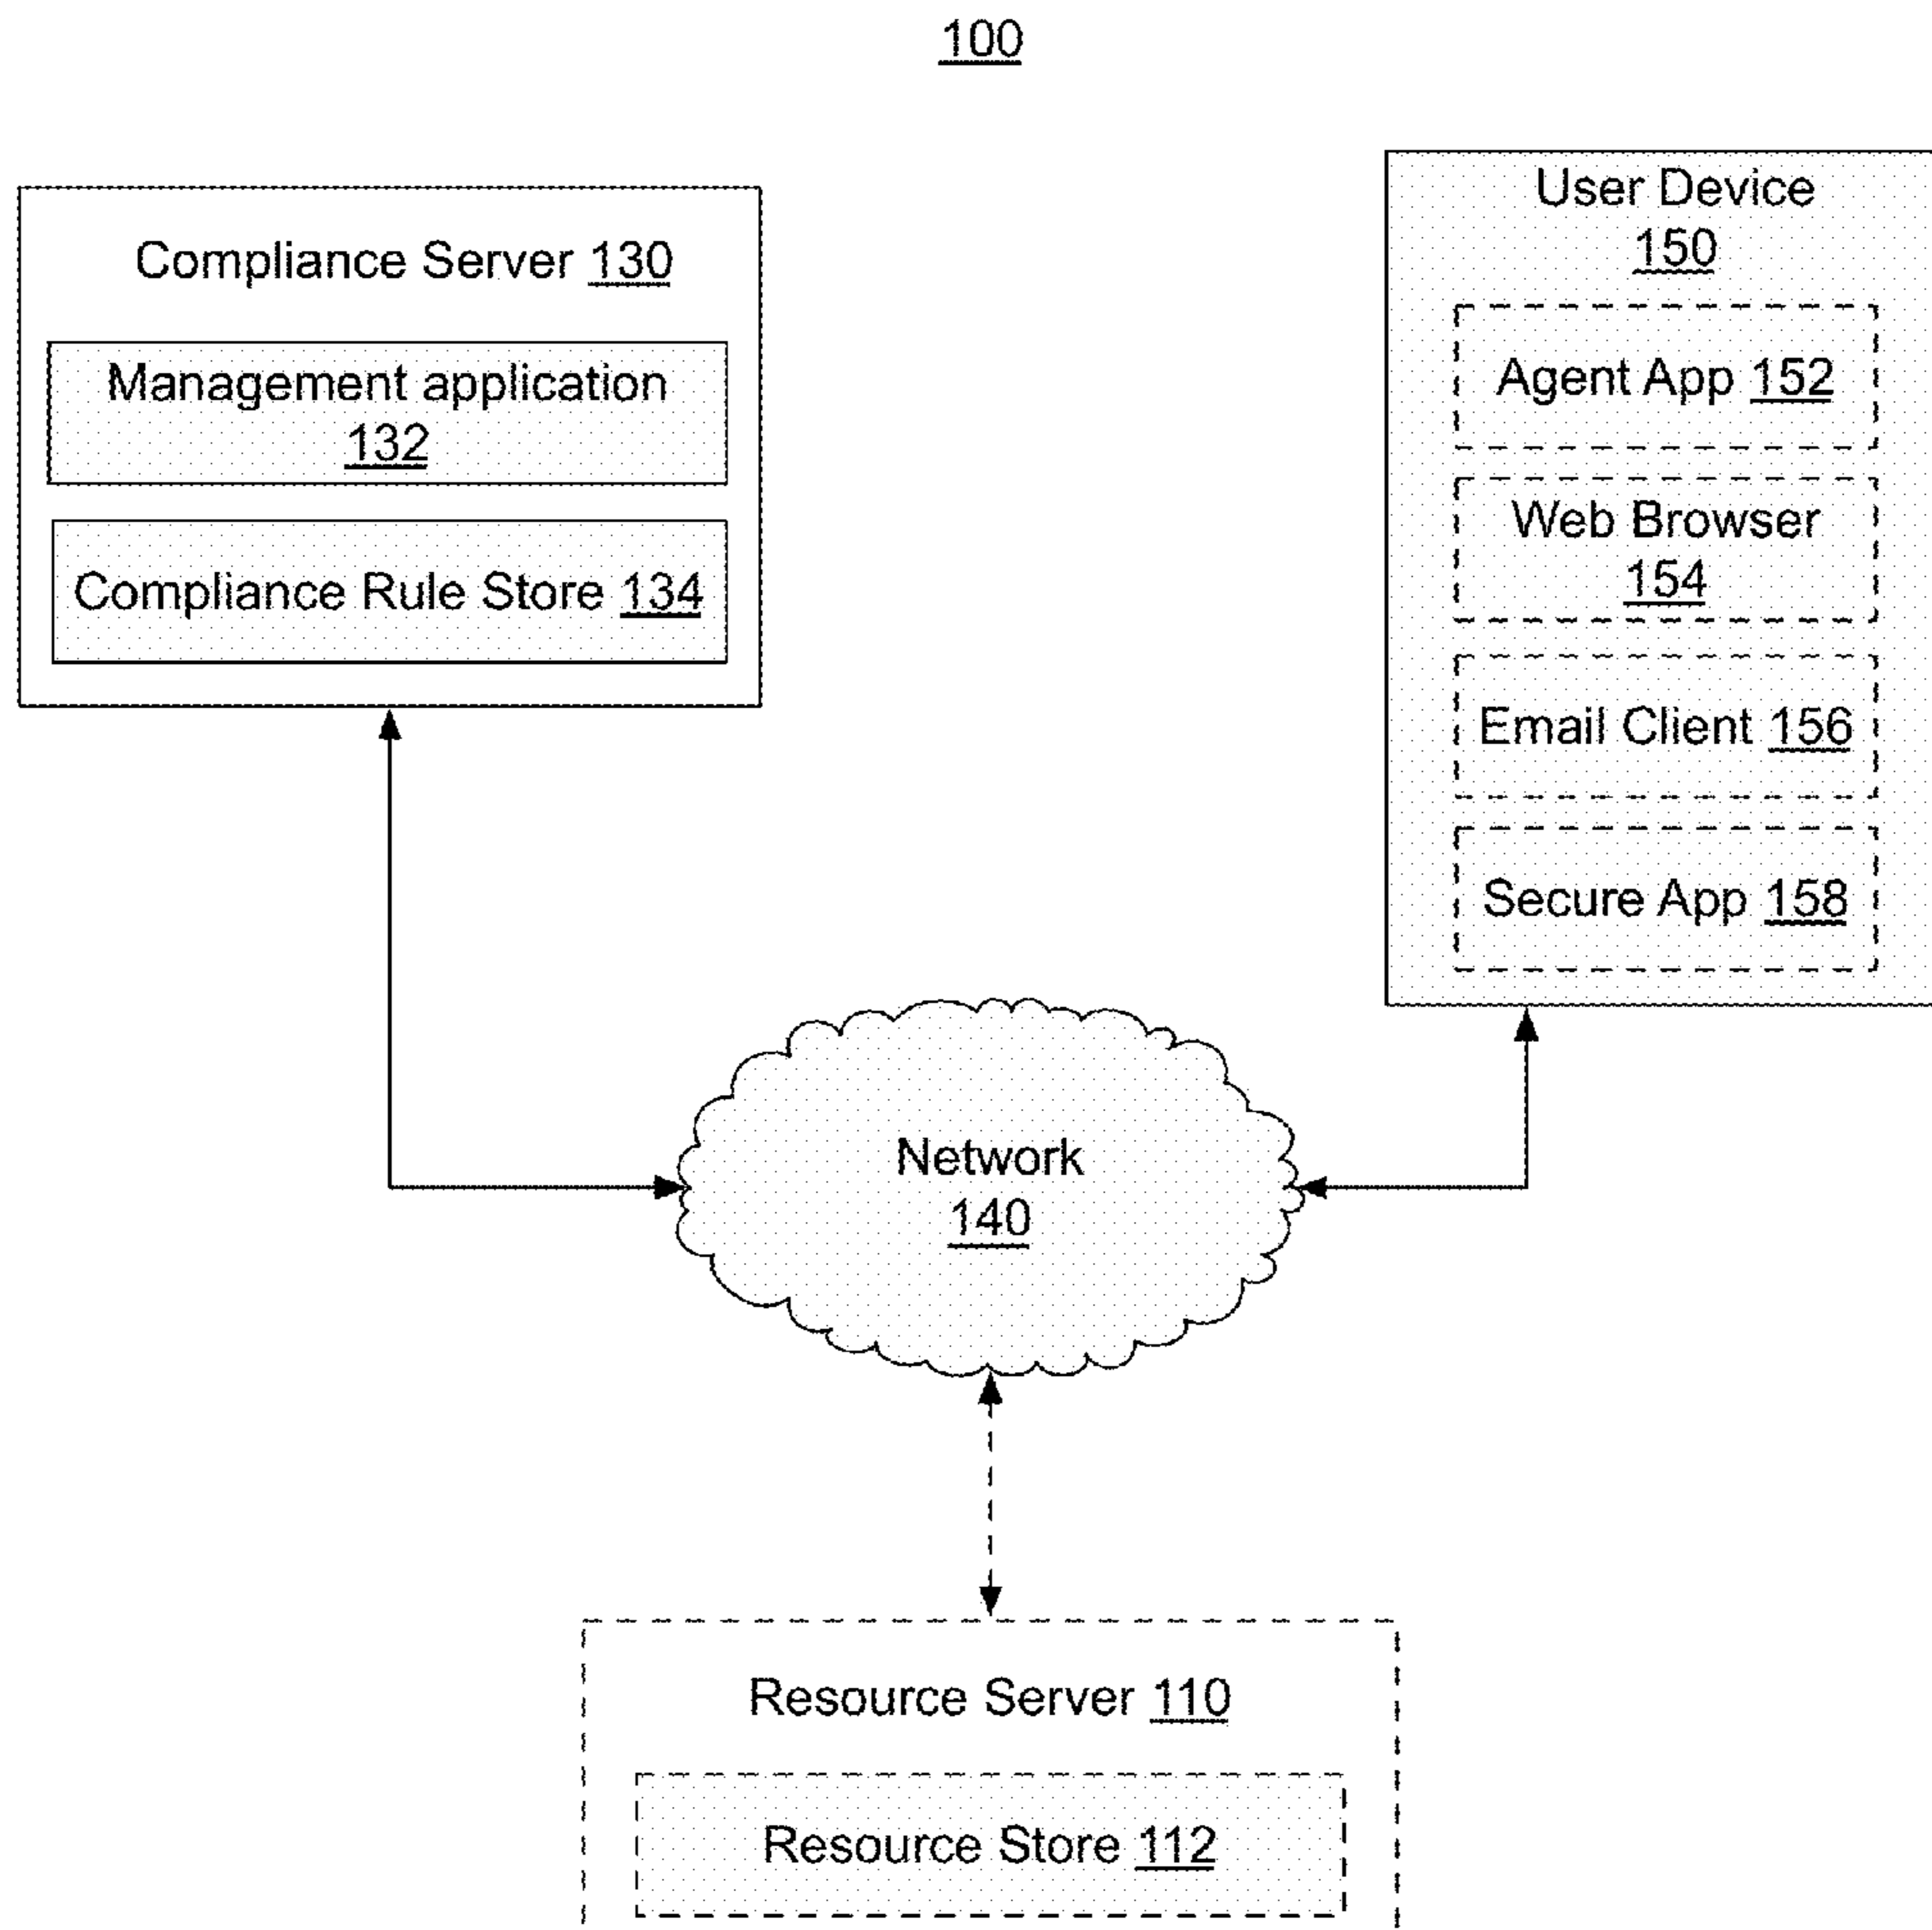 100
Compliance Server 130
Management application
132
Compliance Rule Store 134
User Device
150
Agent App 152
Web Browser
154
Email Client 156
Secure App 158
Network
140
Resource Server 110
Resource Store 112